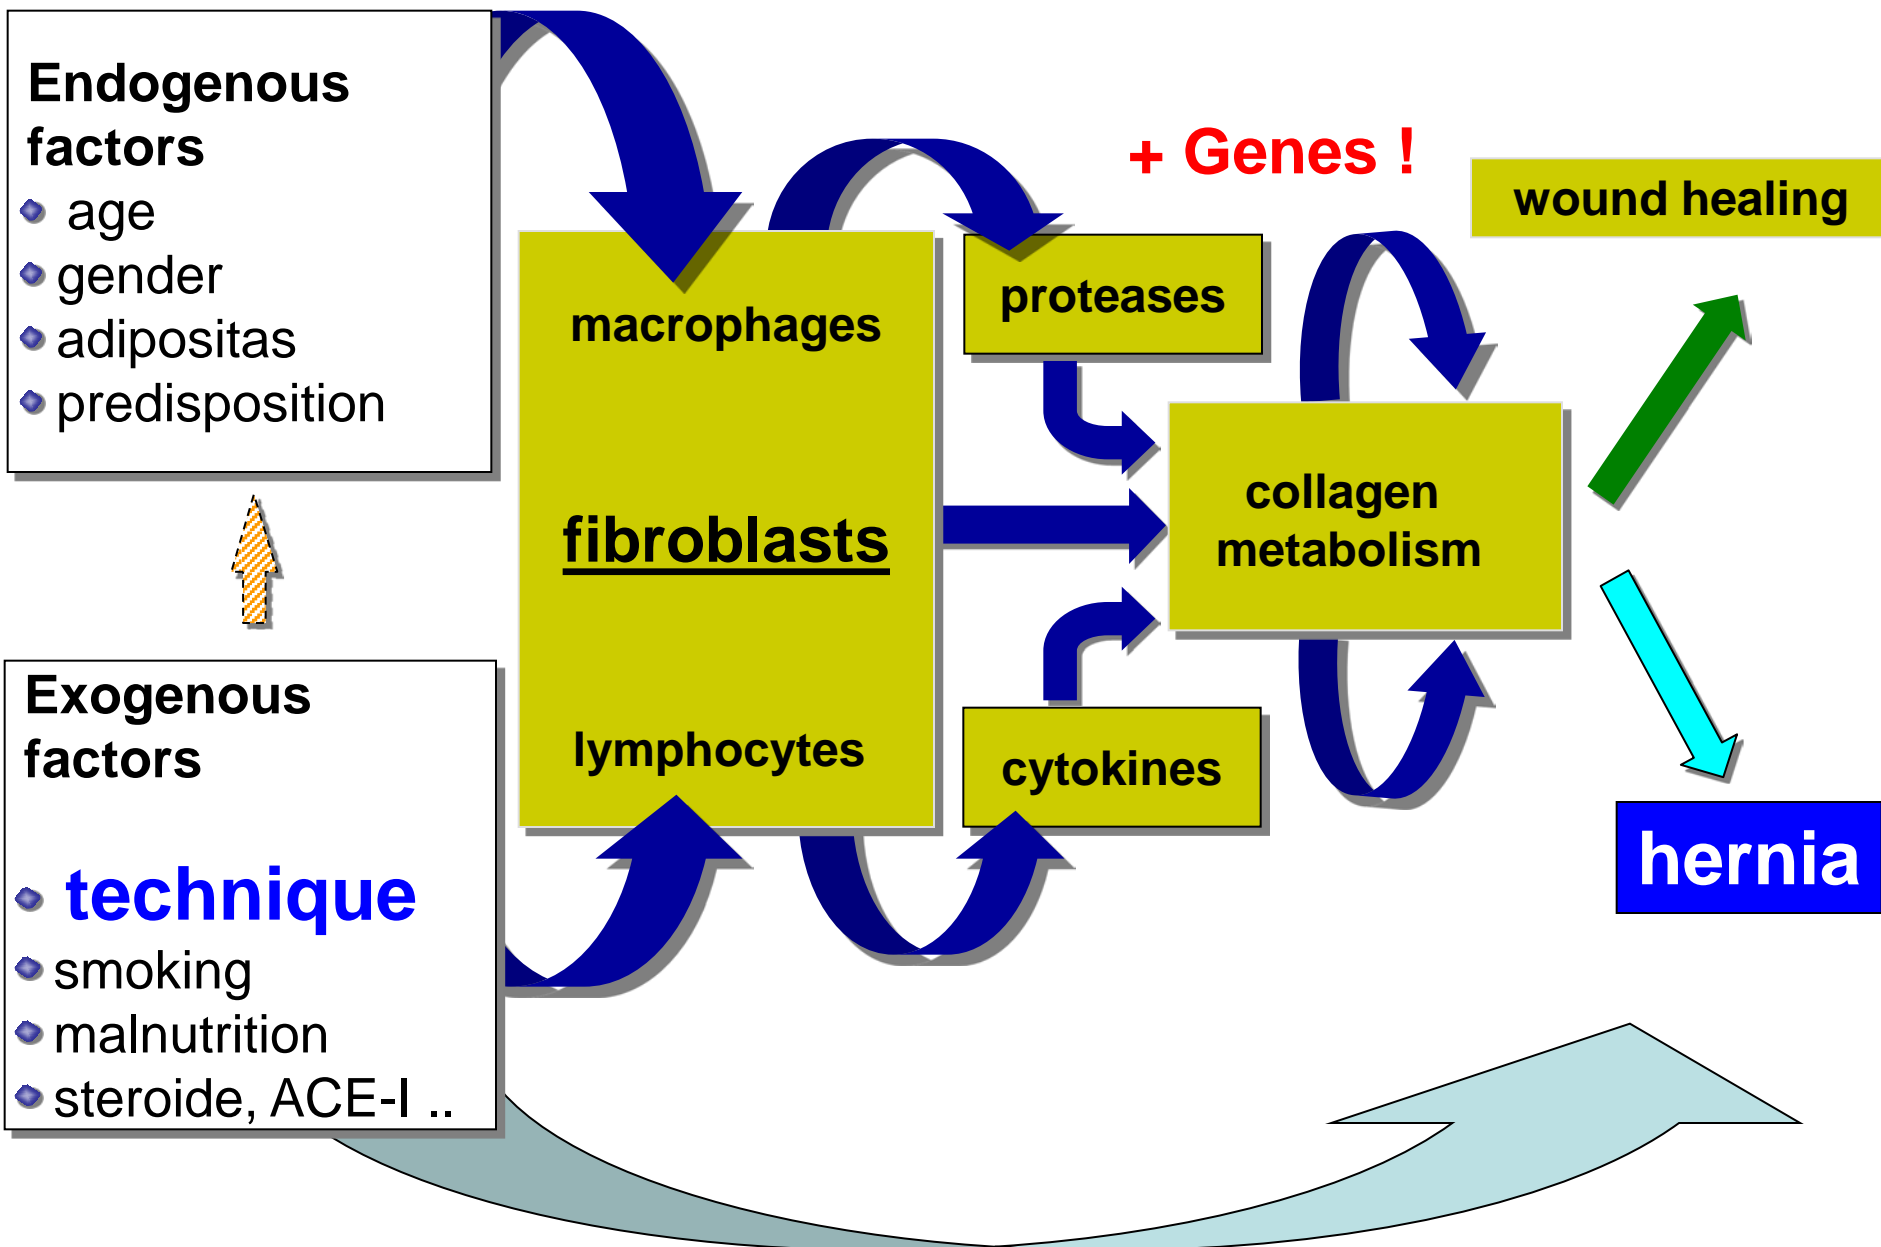 Endogenous
factors
age
gender
adipositas
predisposition
Exogenous
factors
technique
smoking
malnutrition
steroide, ACE-I ..
macrophages
fibroblasts
lymphocytes
+ Genes !
proteases
cytokines
collagen
metabolism
wound healing
hernia